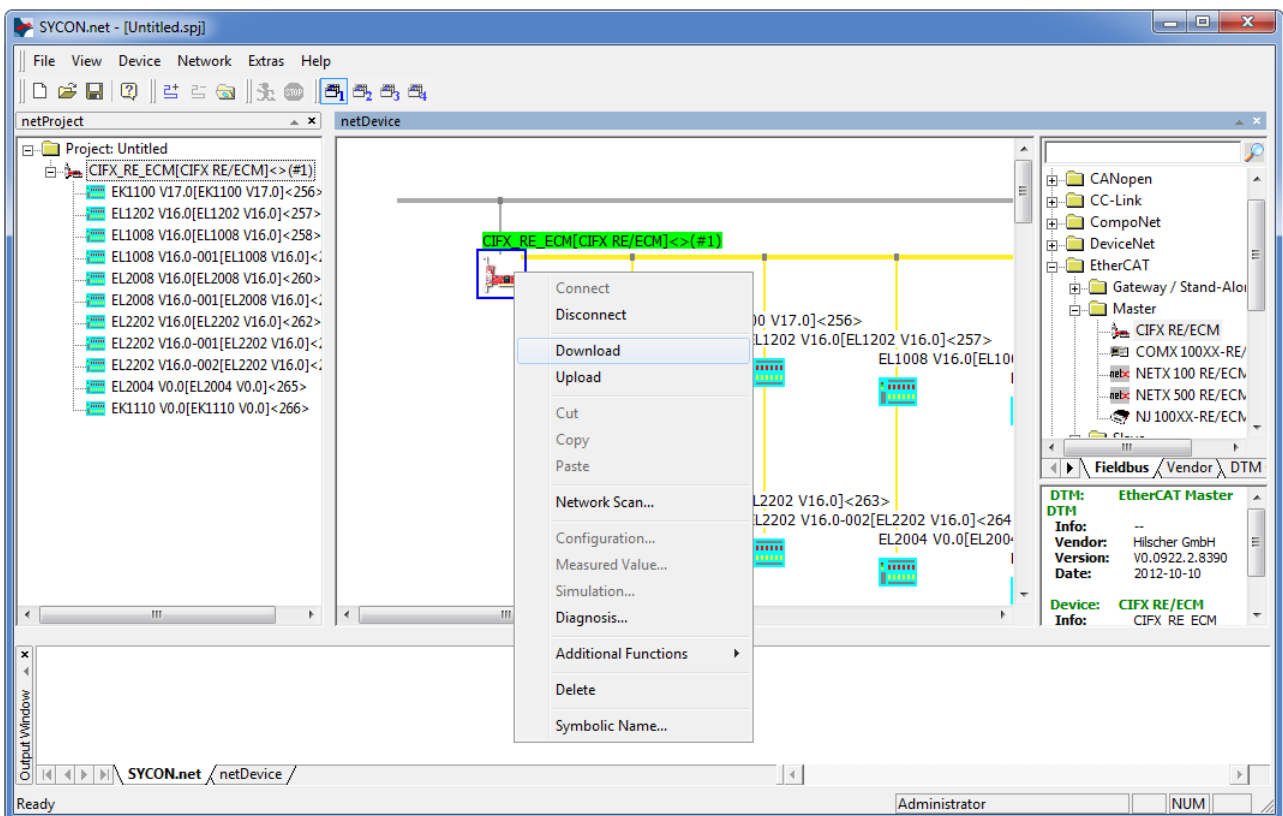 SYCON.net - [Untitled.spj]
File View Device Network Extras Help
netProject
Project: Untitled
CIFX_RE_ECM[CIFX RE/ECM]<>(#1)
EK1100 V17.0[EK1100 V17.0]<256>
EL1202 V16.0[EL1202 V16.0]<257>
EL1008 V16.0[EL1008 V16.0]<258>
EL1008 V16.0-001[EL1008 V16.0]<
EL2008 V16.0[EL2008 V16.0]<260>
EL2008 V16.0-001[EL2008 V16.0]<
EL2202 V16.0[EL2202 V16.0]<262>
EL2202 V16.0-001[EL2202 V16.0]<
EL2202 V16.0-002[EL2202 V16.0]<
EL2004 V0.0[EL2004 V0.0]<265>
EK1110 V0.0[EK1110 V0.0]<266>
netDevice
CIFX_RE_ECM[CIFX RE/ECM]<>(#1)
00 V17.0]<256>
L1202 V16.0[EL1202 V16.0]<257>
EL1008 V16.0[EL10
L2202 V16.0]<263>
EL2202 V16.0-002[EL2202 V16.0]<264
EL2004 V0.0[EL200
Connect
Disconnect
Download
Upload
Cut
Copy
Paste
Network Scan...
Configuration...
Measured Value...
Simulation...
Diagnosis...
Additional Functions
Delete
Symbolic Name...
CANopen
CC-Link
CompoNet
DeviceNet
EtherCAT
Gateway / Stand-Alo
Master
CIFX RE/ECM
COMX 100XX-RE/
NETX 100 RE/ECM
NETX 500 RE/ECM
NJ 100XX-RE/ECM
Fieldbus Vendor DTM
DTM: EtherCAT Master
DTM
Info: --
Vendor: Hilscher GmbH
Version: V0.0922.2.8390
Date: 2012-10-10
Device: CIFX RE/ECM
Info: CIFX RE ECM
Output Window
SYCON.net netDevice
Ready
Administrator
NUM